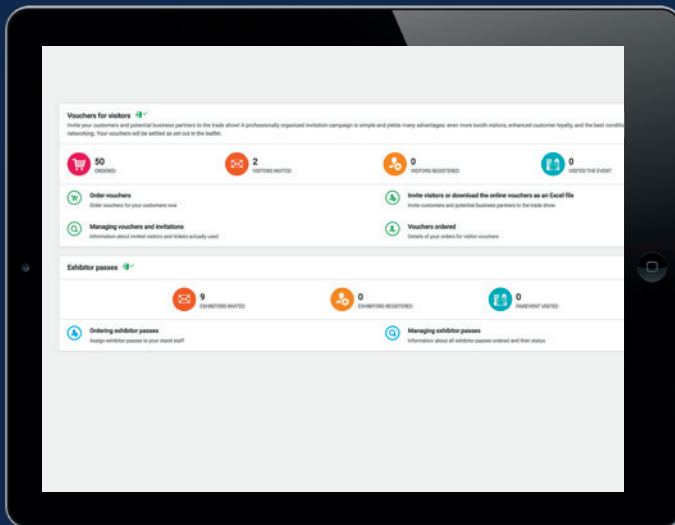 Vouchers for visitors
Invite your customers and potential business partners to the trade show! A professionally organized invitation campaign is simple and yields many advantages: even more booth visitors, enhanced customer loyalty, and the best condit
networking. Your vouchers will be settled as set out in the leaflet.
50
ORDERED
2
VISITORS INVITED
0
VISITORS REGISTERED
0
VISITED THE EVENT
Order vouchers
Order vouchers for your customers now
Invite visitors or download the online vouchers as an Excel file
Invite customers and potential business partners to the trade show
Managing vouchers and invitations
Information about invited visitors and tickets actually used
Vouchers ordered
Details of your orders for visitor vouchers
Exhibitor passes
9
EXHIBITORS INVITED
0
EXHIBITORS REGISTERED
0
FAIREVENT VISITED
Ordering exhibitor passes
Assign exhibitor passes to your stand staff
Managing exhibitor passes
Information about all exhibitor passes ordered and their status